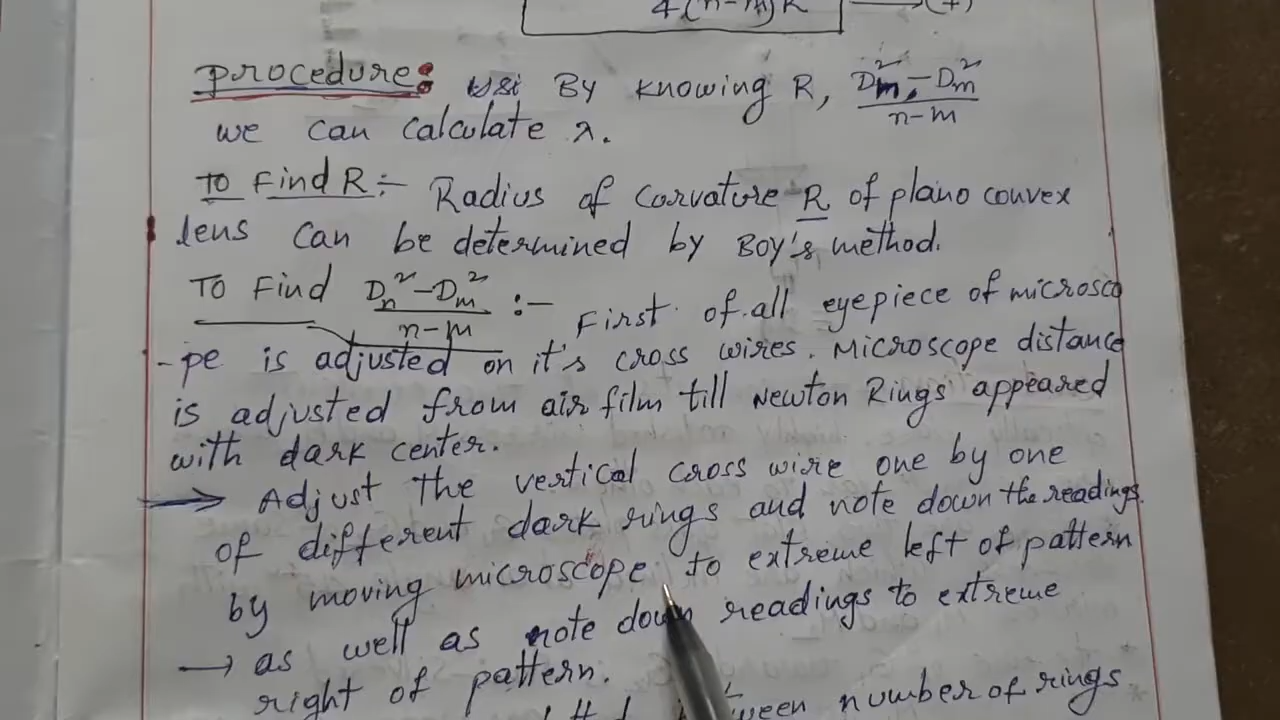 4(n-m)R → (4)
Procedure: By knowing R, Dm² - Dm² / n-m
we can calculate λ.
To Find R:- Radius of Corvature R of plano convex
lens can be determined by Boy's method.
To Find Dn² - Dm² / n-m :- First of all eyepiece of microsco
-pe is adjusted on it's cross wires. Microscope distance
is adjusted from air film till Newton Rings appeared
with dark center.
→ Adjust the vertical cross wire one by one
of different dark rings and note down the readings
by moving microscope to extreme left of pattern
→ as well as note down readings to extreme
right of pattern.
number of rings